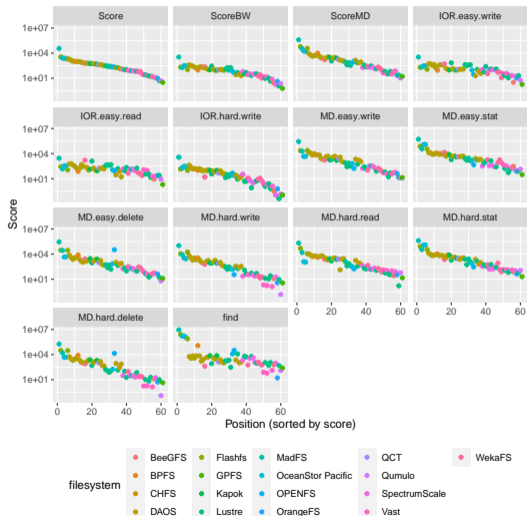 Score ScoreBW ScoreMD IOR.easy.write
1e+07
1e+04
1e+01
IOR.easy.read IOR.hard.write MD.easy.write MD.easy.stat
1e+07
1e+04
1e+01
MD.easy.delete MD.hard.write MD.hard.read MD.hard.stat
1e+07
1e+04
1e+01
0 20 40 60 0 20 40 60
MD.hard.delete find
1e+07
1e+04
1e+01
0 20 40 60 0 20 40 60
Score
Position (sorted by score)
filesystem
BeeGFS Flashfs MadFS QCT WekaFS
BPFS GPFS OceanStor Pacific Qumulo
CHFS Kapok OPENFS SpectrumScale
DAOS Lustre OrangeFS Vast